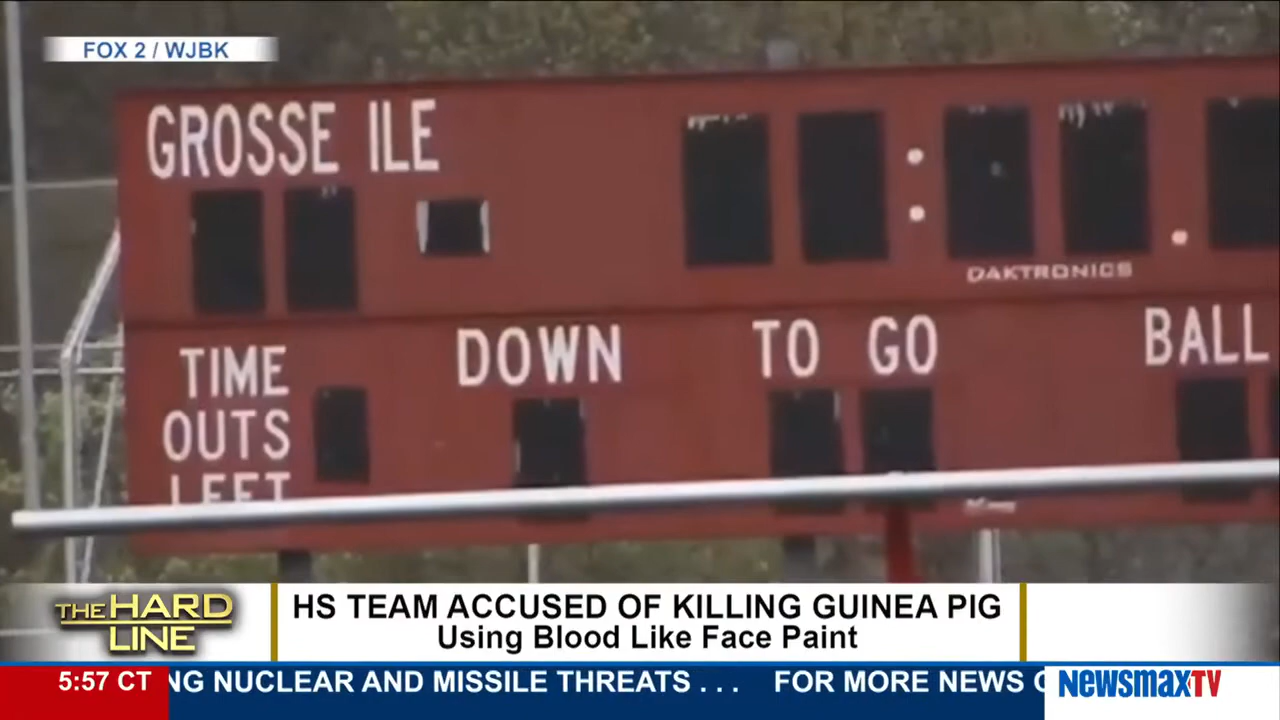 FOX 2 / WJBK
GROSSE ILE
DAKTRONICS
DOWN
TO GO
BALL
TIME
OUTS
LEFT
THE HARD
LINE
HS TEAM ACCUSED OF KILLING GUINEA PIG
Using Blood Like Face Paint
5:57 CT
NG NUCLEAR AND MISSILE THREATS . . . FOR MORE NEWS
NewsmaxTV